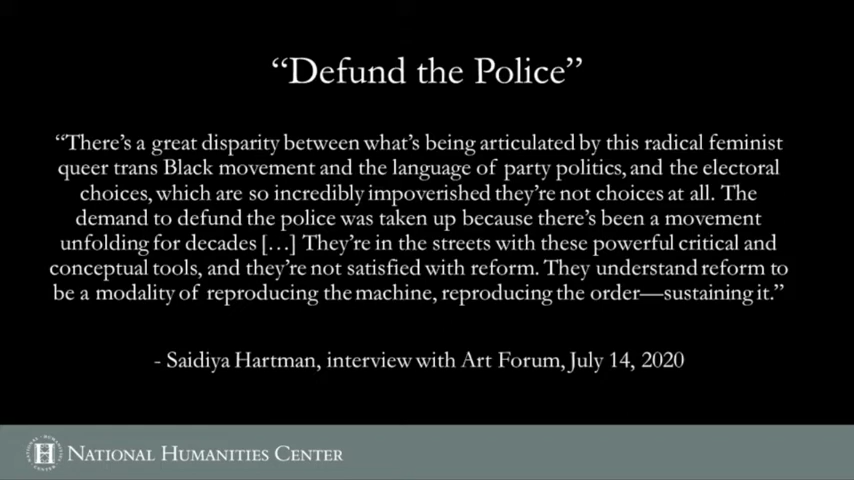 “Defund the Police”
“There’s a great disparity between what’s being articulated by this radical feminist
queer trans Black movement and the language of party politics, and the electoral
choices, which are so incredibly impoverished they’re not choices at all. The
demand to defund the police was taken up because there’s been a movement
unfolding for decades […] They’re in the streets with these powerful critical and
conceptual tools, and they’re not satisfied with reform. They understand reform to
be a modality of reproducing the machine, reproducing the order—sustaining it.”
- Saidiya Hartman, interview with Art Forum, July 14, 2020
NATIONAL HUMANITIES CENTER